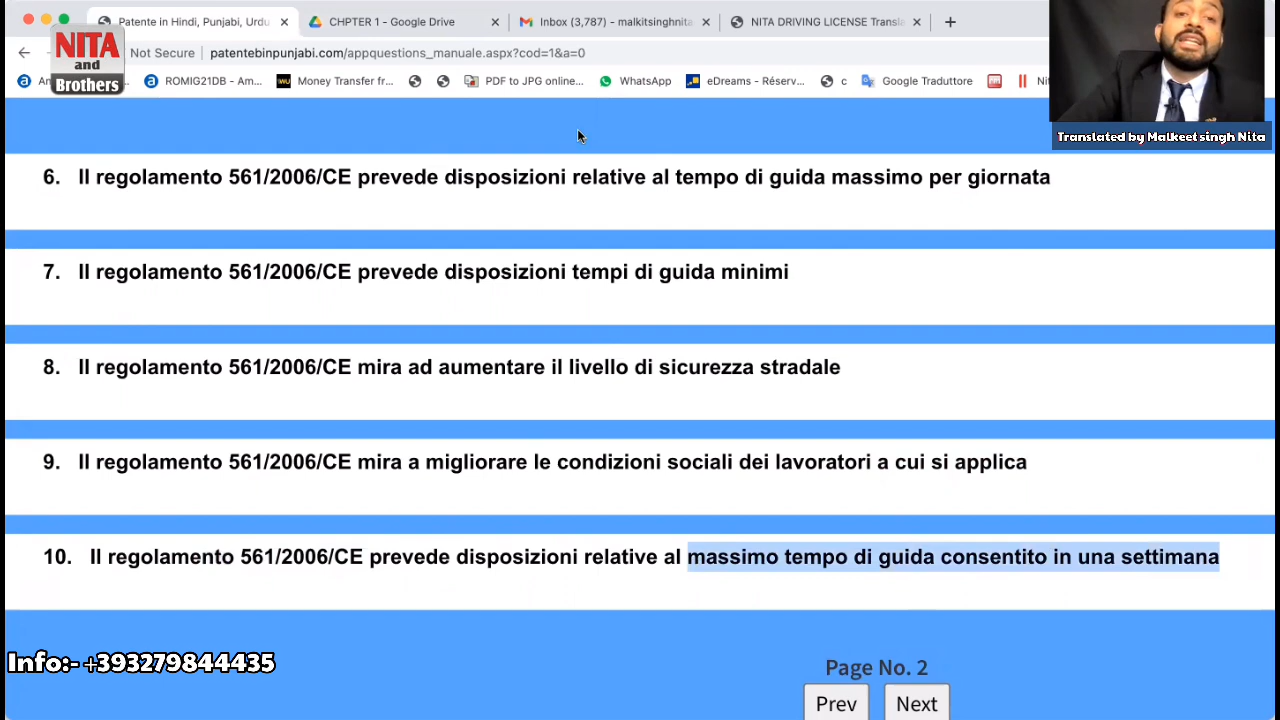 Patente in Hindi, Punjabi, Urdu
CHPTER 1 - Google Drive
Inbox (3,787) - malkitsinghnita
NITA DRIVING LICENSE Transla
NITA
and
Brothers
Not Secure
patentebinpunjabi.com/appquestions_manuale.aspx?cod=1&a=0
ROMIG21DB - Am...
Money Transfer fr...
PDF to JPG online...
WhatsApp
eDreams - Réserv...
c
Google Traduttore
Translated by Malkeet singh Nita
6. Il regolamento 561/2006/CE prevede disposizioni relative al tempo di guida massimo per giornata
7. Il regolamento 561/2006/CE prevede disposizioni tempi di guida minimi
8. Il regolamento 561/2006/CE mira ad aumentare il livello di sicurezza stradale
9. Il regolamento 561/2006/CE mira a migliorare le condizioni sociali dei lavoratori a cui si applica
10. Il regolamento 561/2006/CE prevede disposizioni relative al massimo tempo di guida consentito in una settimana
Info:- +393279844435
Page No. 2
Prev
Next